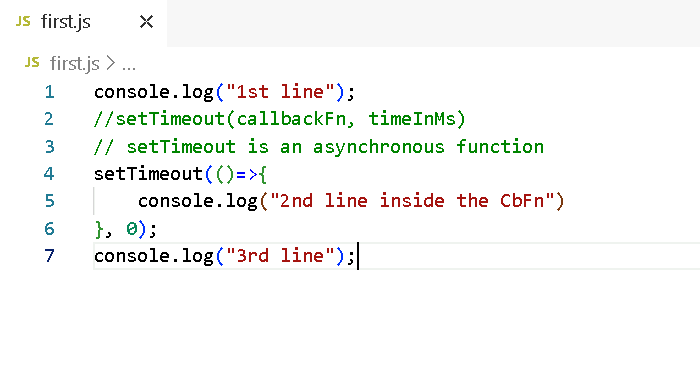 JS first.js ×
JS first.js > ...
1 console.log("1st line");
2 //setTimeout(callbackFn, timeInMs)
3 // setTimeout is an asynchronous function
4 setTimeout(()=>{
5 console.log("2nd line inside the CbFn")
6 }, 0);
7 console.log("3rd line");